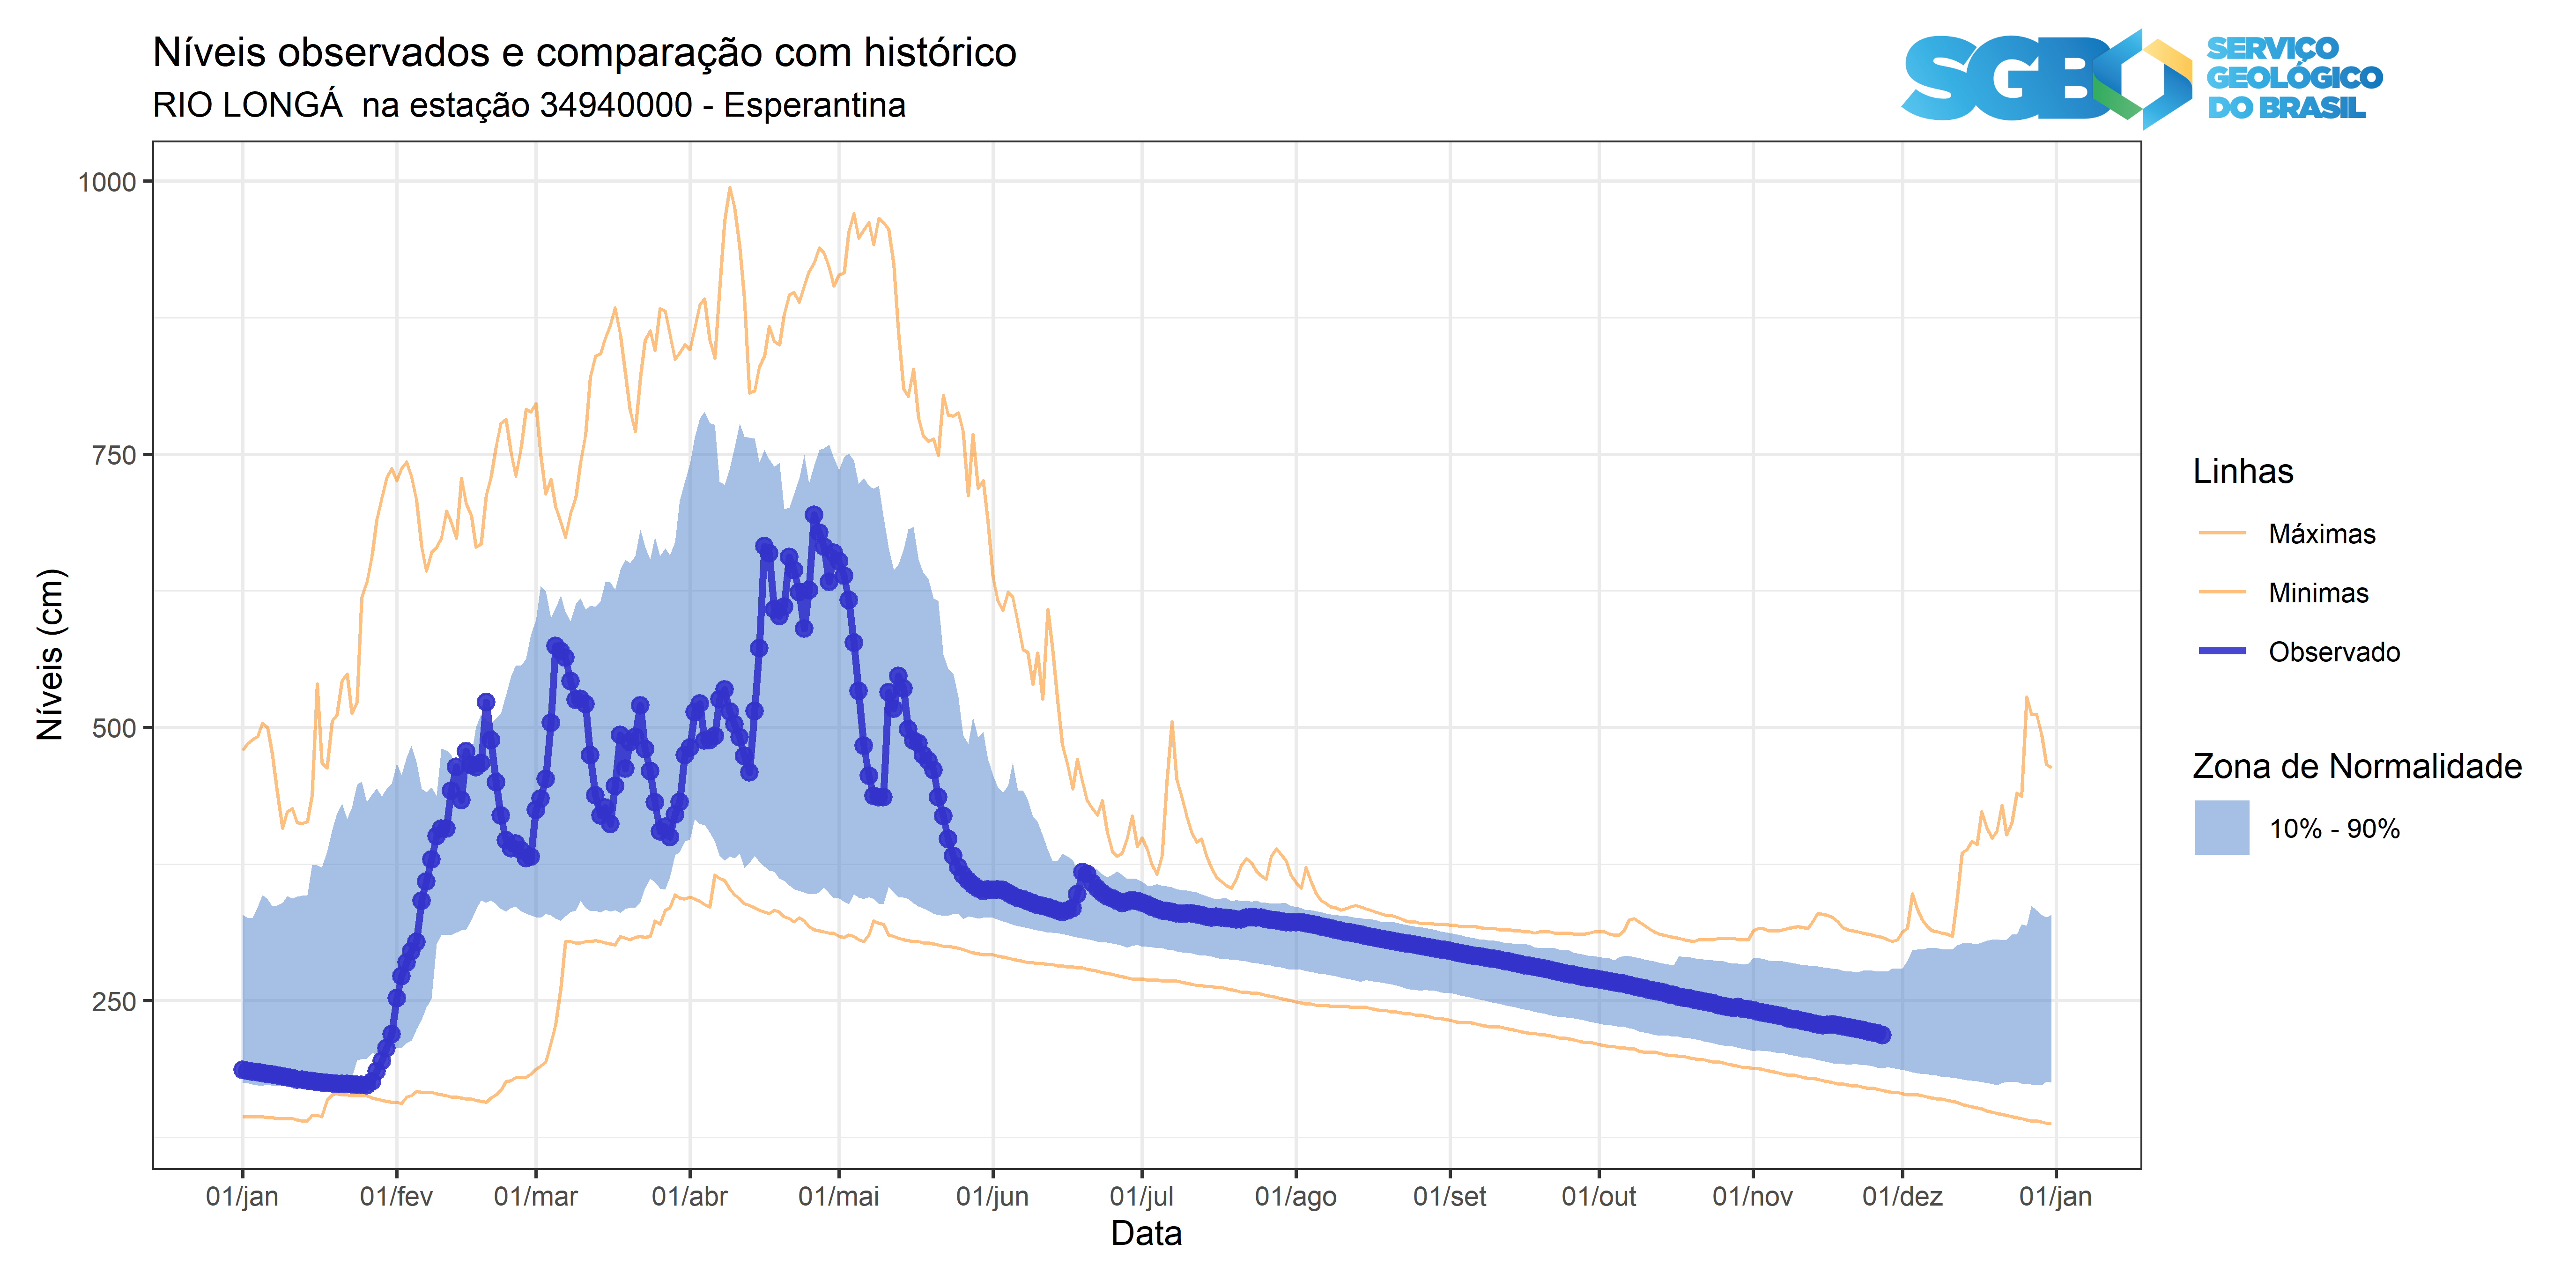 Níveis observados e comparação com histórico
RIO LONGÁ  na estação 34940000 - Esperantina
SGB
SERVIÇO
GEOLÓGICO
DO BRASIL
1000
750
500
250
Níveis (cm)
01/jan
01/fev
01/mar
01/abr
01/mai
01/jun
01/jul
01/ago
01/set
01/out
01/nov
01/dez
01/jan
Data
Linhas
Máximas
Minimas
Observado
Zona de Normalidade
10% - 90%